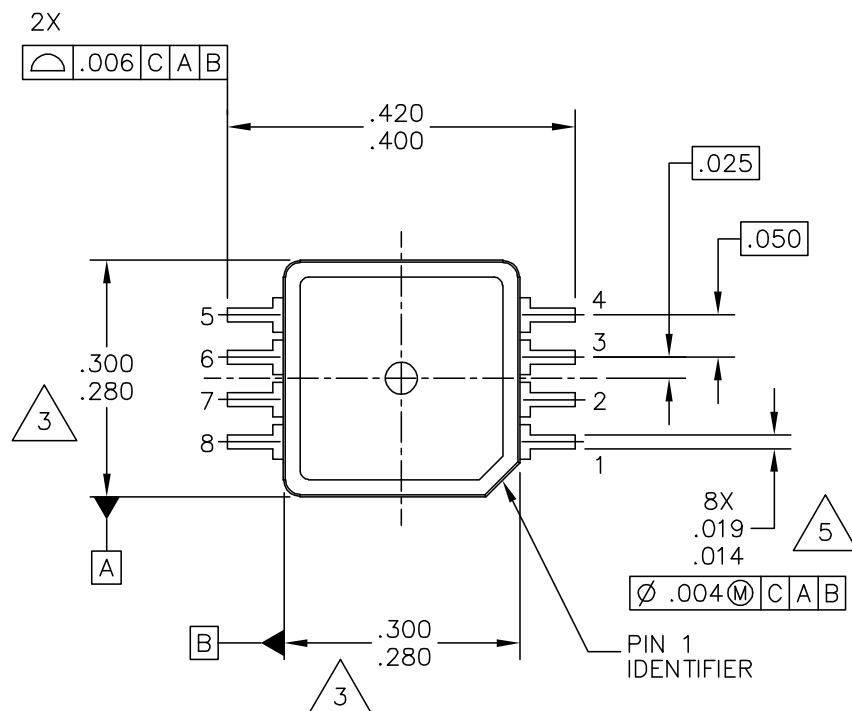 2X
⌓ .006 C A B
.420
.400
.025
.050
5
4
6
3
7
2
8
1
.300
.280
3
A
8X
.019
.014
5
Ø .004 Ⓜ C A B
B
.300
.280
3
PIN 1
IDENTIFIER